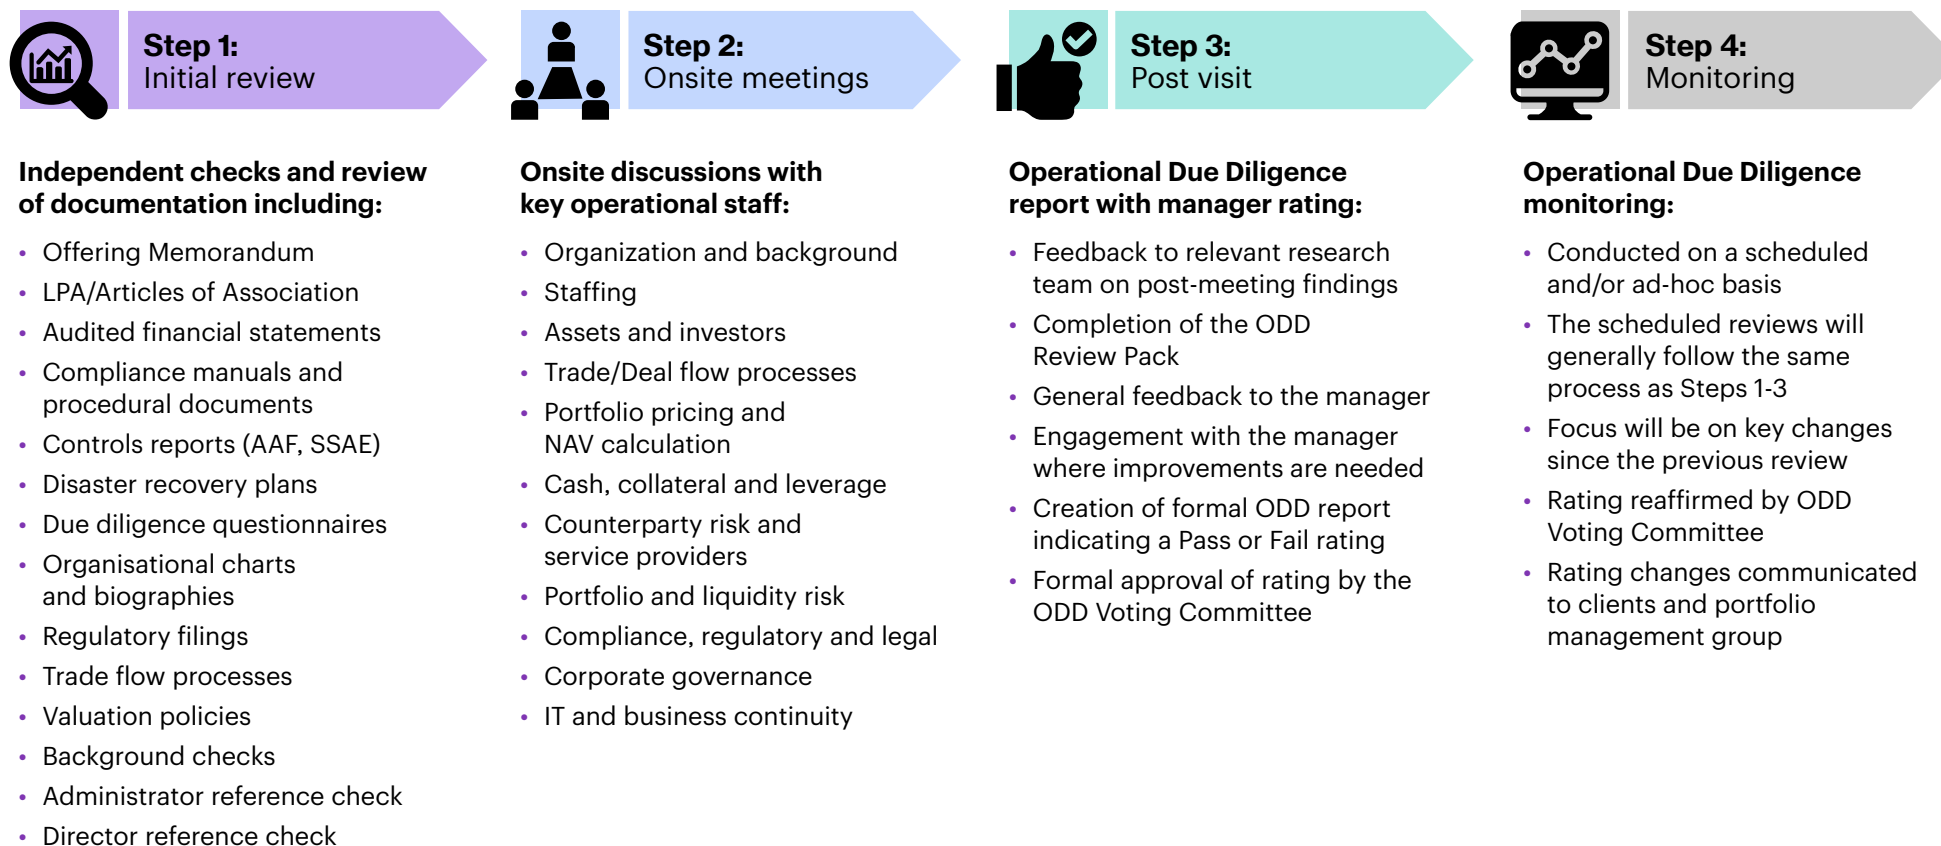 Step 1:
Initial review
Independent checks and review
of documentation including:
• Offering Memorandum
• LPA/Articles of Association
• Audited financial statements
• Compliance manuals and
procedural documents
• Controls reports (AAF, SSAE)
• Disaster recovery plans
• Due diligence questionnaires
• Organisational charts
and biographies
• Regulatory filings
• Trade flow processes
• Valuation policies
• Background checks
• Administrator reference check
• Director reference check
Step 2:
Onsite meetings
Onsite discussions with
key operational staff:
• Organization and background
• Staffing
• Assets and investors
• Trade/Deal flow processes
• Portfolio pricing and
NAV calculation
• Cash, collateral and leverage
• Counterparty risk and
service providers
• Portfolio and liquidity risk
• Compliance, regulatory and legal
• Corporate governance
• IT and business continuity
Step 3:
Post visit
Operational Due Diligence
report with manager rating:
• Feedback to relevant research
team on post-meeting findings
• Completion of the ODD
Review Pack
• General feedback to the manager
• Engagement with the manager
where improvements are needed
• Creation of formal ODD report
indicating a Pass or Fail rating
• Formal approval of rating by the
ODD Voting Committee
Step 4:
Monitoring
Operational Due Diligence
monitoring:
• Conducted on a scheduled
and/or ad-hoc basis
• The scheduled reviews will
generally follow the same
process as Steps 1-3
• Focus will be on key changes
since the previous review
• Rating reaffirmed by ODD
Voting Committee
• Rating changes communicated
to clients and portfolio
management group